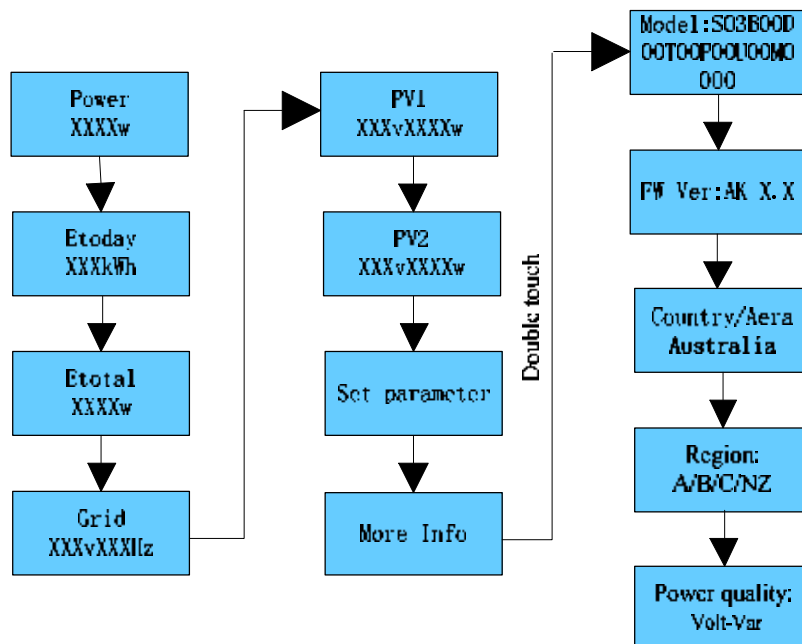 Power
XXXXw
Etoday
XXXkWh
Etotal
XXXXw
Grid
XXXvXXXHz
PV1
XXXvXXXXw
PV2
XXXvXXXXw
Set parameter
More Info
Double touch
Model:S03B00D
00T00P00U00M0
000
FW Ver:AK X.X
Country/Aera
Australia
Region:
A/B/C/NZ
Power quality:
Volt-Var